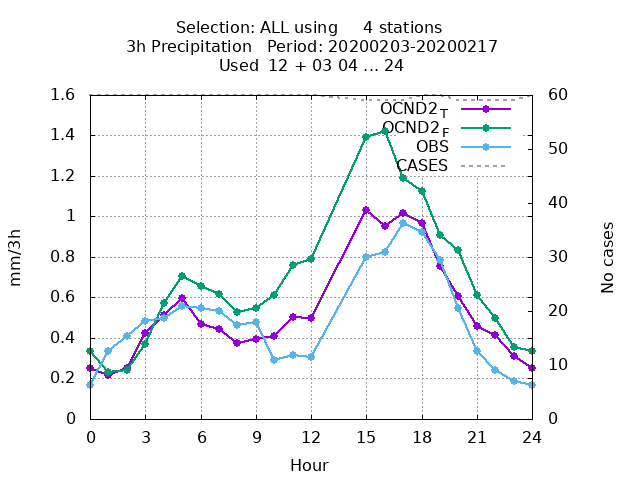 Selection: ALL using     4 stations
3h Precipitation   Period: 20200203-20200217
Used  12 + 03 04 ... 24
1.6
1.4
1.2
1
0.8
0.6
0.4
0.2
0
60
50
40
30
20
10
0
OCND2_T
OCND2_F
OBS
CASES
mm/3h
No cases
0 3 6 9 12 15 18 21 24
Hour